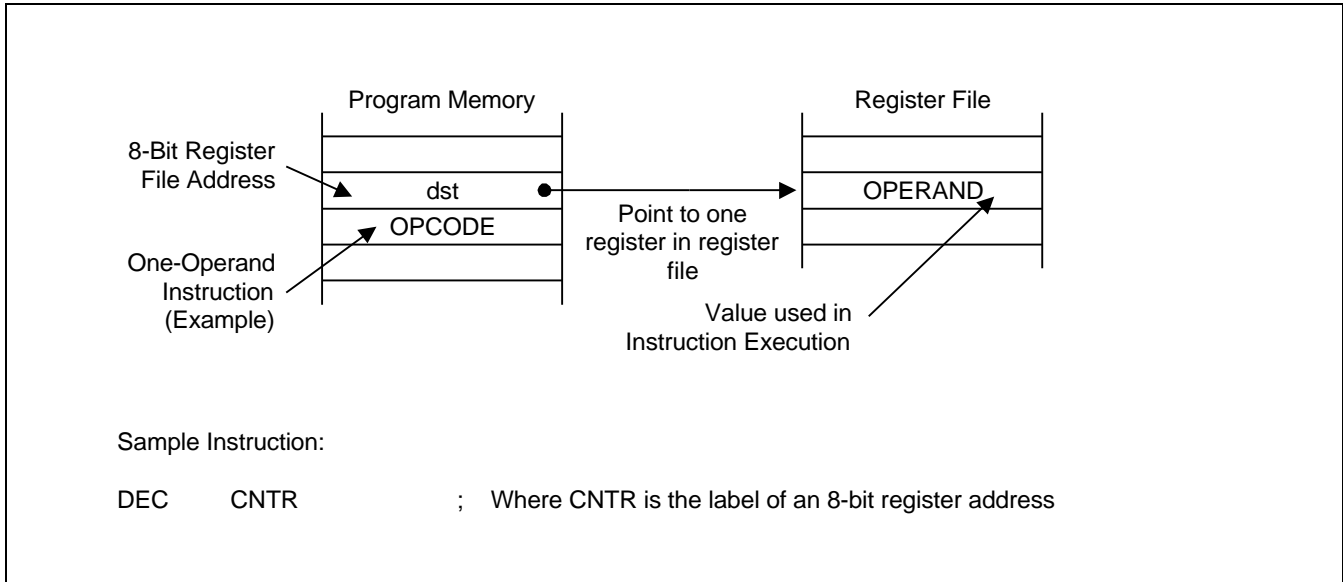 Program Memory
Register File
8-Bit Register
File Address
dst
OPERAND
OPCODE
Point to one
register in register
file
One-Operand
Instruction
(Example)
Value used in
Instruction Execution
Sample Instruction:
DEC CNTR ; Where CNTR is the label of an 8-bit register address